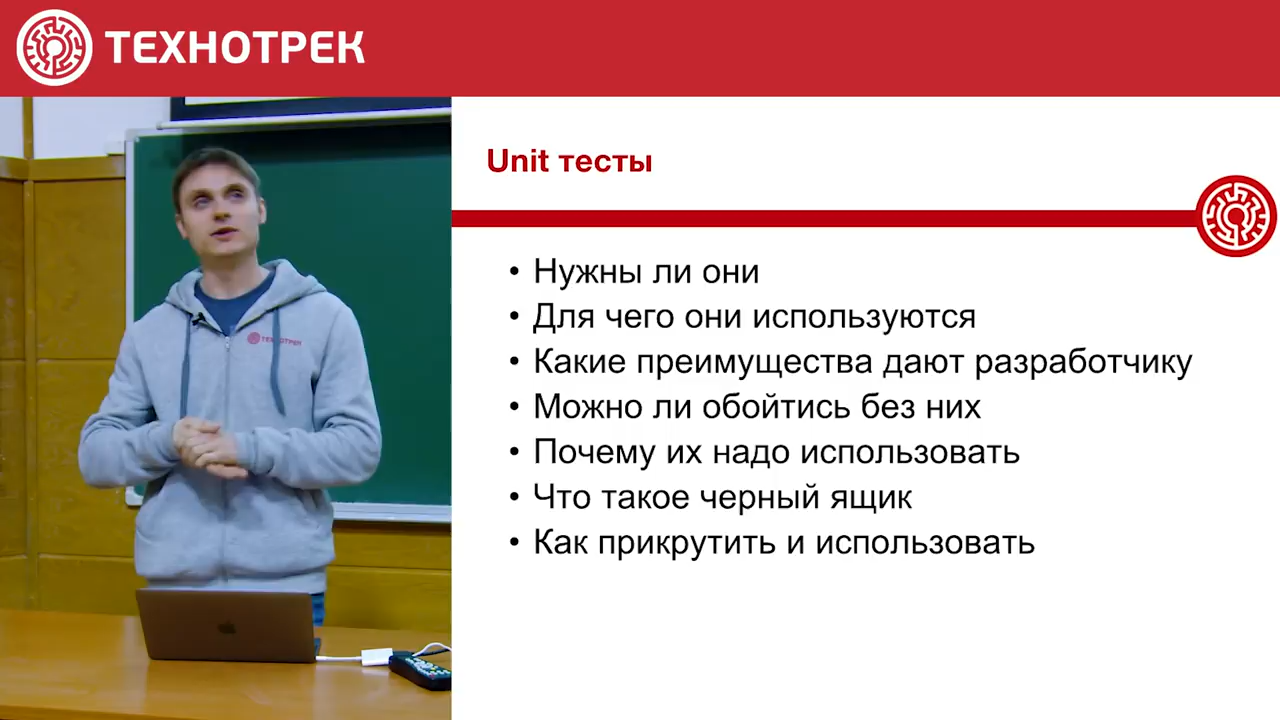 ТЕХНОТРЕК
Unit тесты
• Нужны ли они
• Для чего они используются
• Какие преимущества дают разработчику
• Можно ли обойтись без них
• Почему их надо использовать
• Что такое черный ящик
• Как прикрутить и использовать
ТЕХНОТРЕК